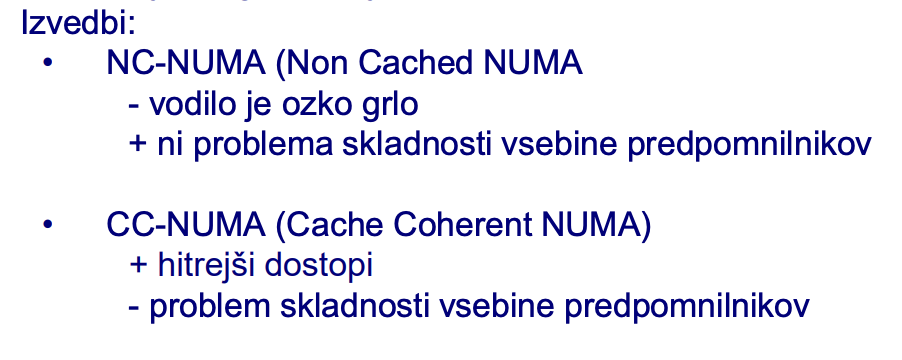 Izvedbi:
• NC-NUMA (Non Cached NUMA
- vodilo je ozko grlo
+ ni problema skladnosti vsebine predpomnilnikov
• CC-NUMA (Cache Coherent NUMA)
+ hitrejši dostopi
- problem skladnosti vsebine predpomnilnikov